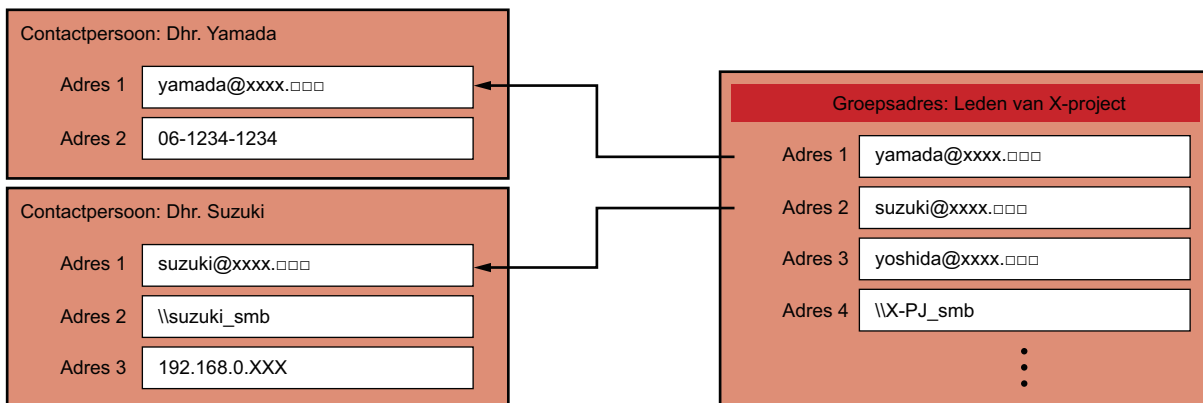 Contactpersoon: Dhr. Yamada
Adres 1 yamada@xxxx.□□□
Adres 2 06-1234-1234
Contactpersoon: Dhr. Suzuki
Adres 1 suzuki@xxxx.□□□
Adres 2 \\suzuki_smb
Adres 3 192.168.0.XXX
Groepsadres: Leden van X-project
Adres 1 yamada@xxxx.□□□
Adres 2 suzuki@xxxx.□□□
Adres 3 yoshida@xxxx.□□□
Adres 4 \\X-PJ_smb